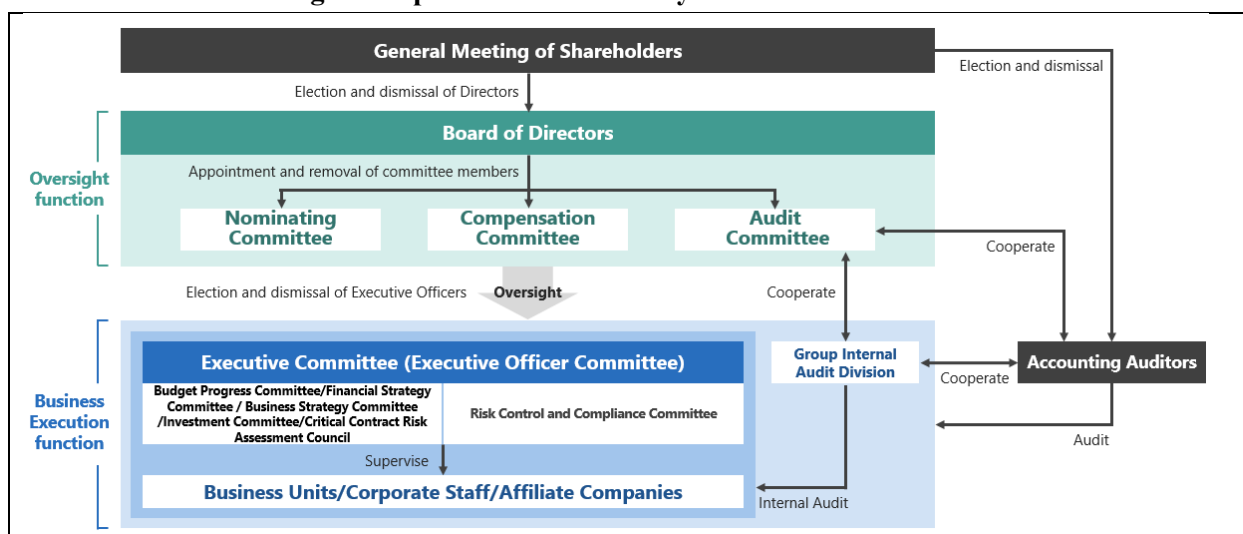 General Meeting of Shareholders
Election and dismissal
Election and dismissal of Directors
Board of Directors
Oversight
function
Appointment and removal of committee members
Nominating
Committee
Compensation
Committee
Audit
Committee
Cooperate
Election and dismissal of Executive Officers
Oversight
Cooperate
Business
Execution
function
Executive Committee (Executive Officer Committee)
Budget Progress Committee/Financial Strategy
Committee / Business Strategy Committee
/Investment Committee/Critical Contract Risk
Assessment Council
Risk Control and Compliance Committee
Group Internal
Audit Division
Cooperate
Accounting Auditors
Audit
Supervise
Business Units/Corporate Staff/Affiliate Companies
Internal Audit